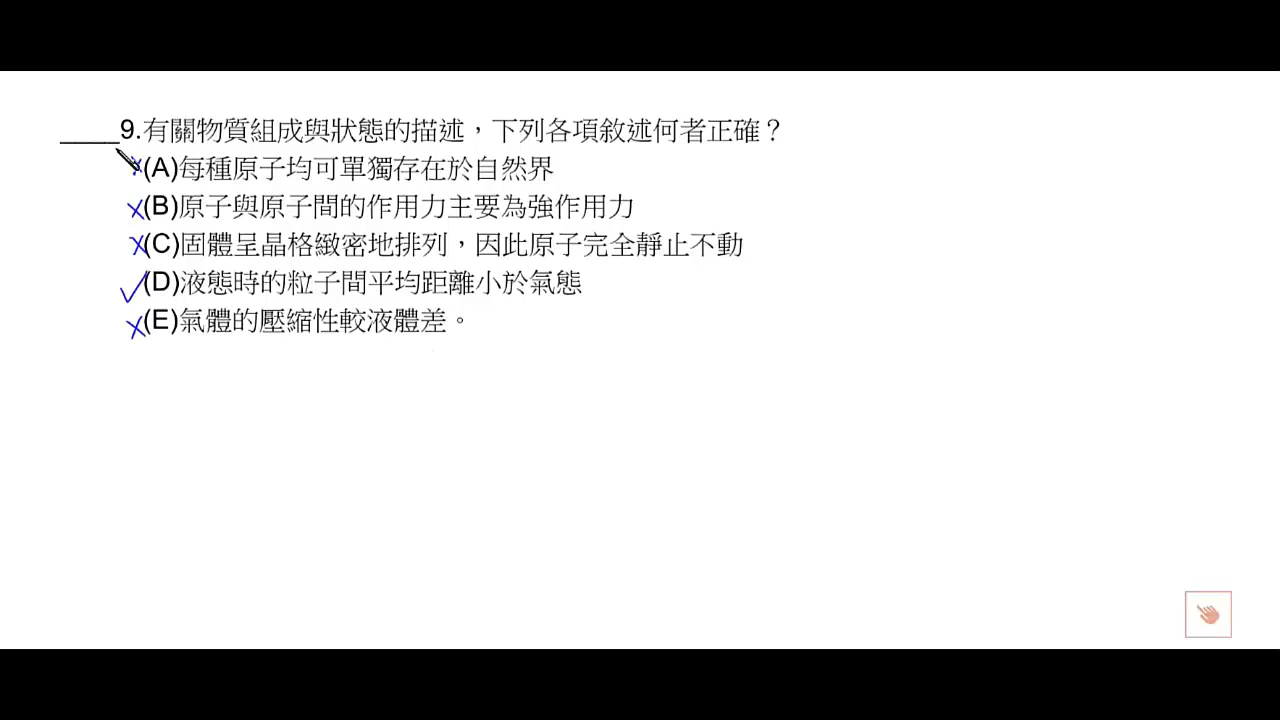 ____9.有關物質組成與狀態的描述，下列各項敘述何者正確？
(A)每種原子均可單獨存在於自然界
(B)原子與原子間的作用力主要為強作用力
(C)固體呈晶格緻密地排列，因此原子完全靜止不動
(D)液態時的粒子間平均距離小於氣態
(E)氣體的壓縮性較液體差。